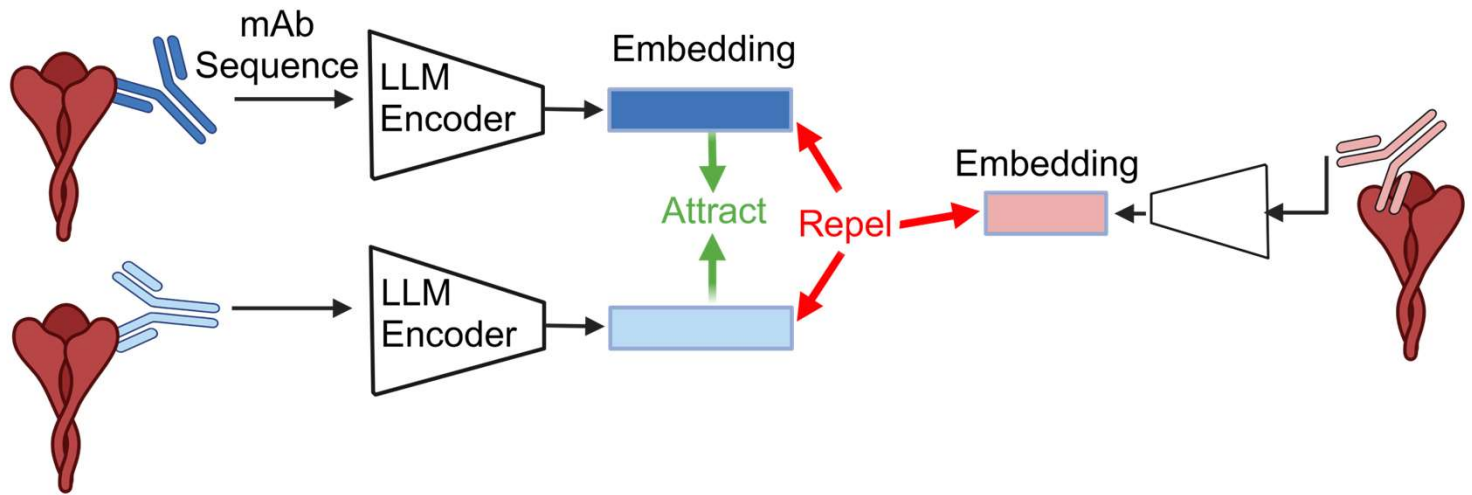 mAb
Sequence
LLM
Encoder
Embedding
Attract
Repel
Embedding
LLM
Encoder